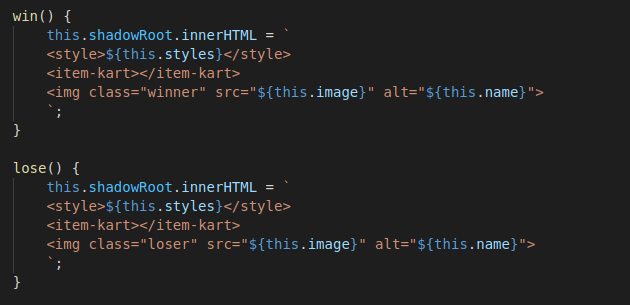 win() {
    this.shadowRoot.innerHTML = `
    <style>${this.styles}</style>
    <item-kart></item-kart>
    <img class="winner" src="${this.image}" alt="${this.name}">
    `;
}

lose() {
    this.shadowRoot.innerHTML = `
    <style>${this.styles}</style>
    <item-kart></item-kart>
    <img class="loser" src="${this.image}" alt="${this.name}">
    `;
}